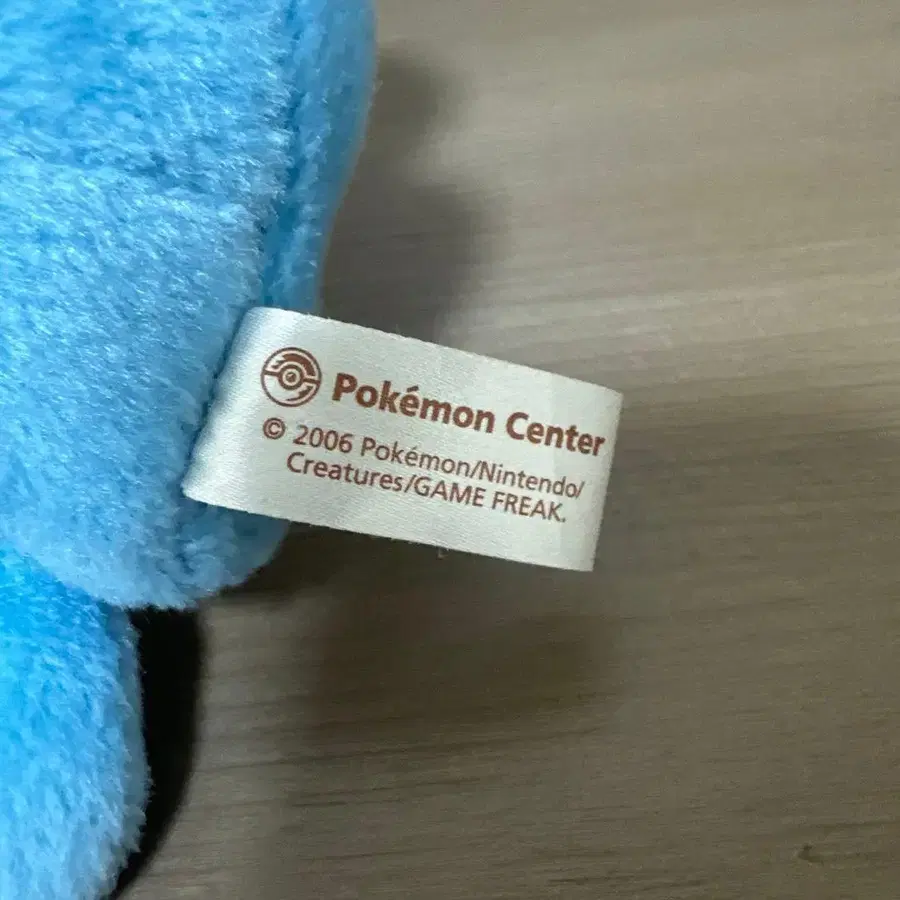 Pokémon Center
© 2006 Pokémon/Nintendo/
Creatures/GAME FREAK.